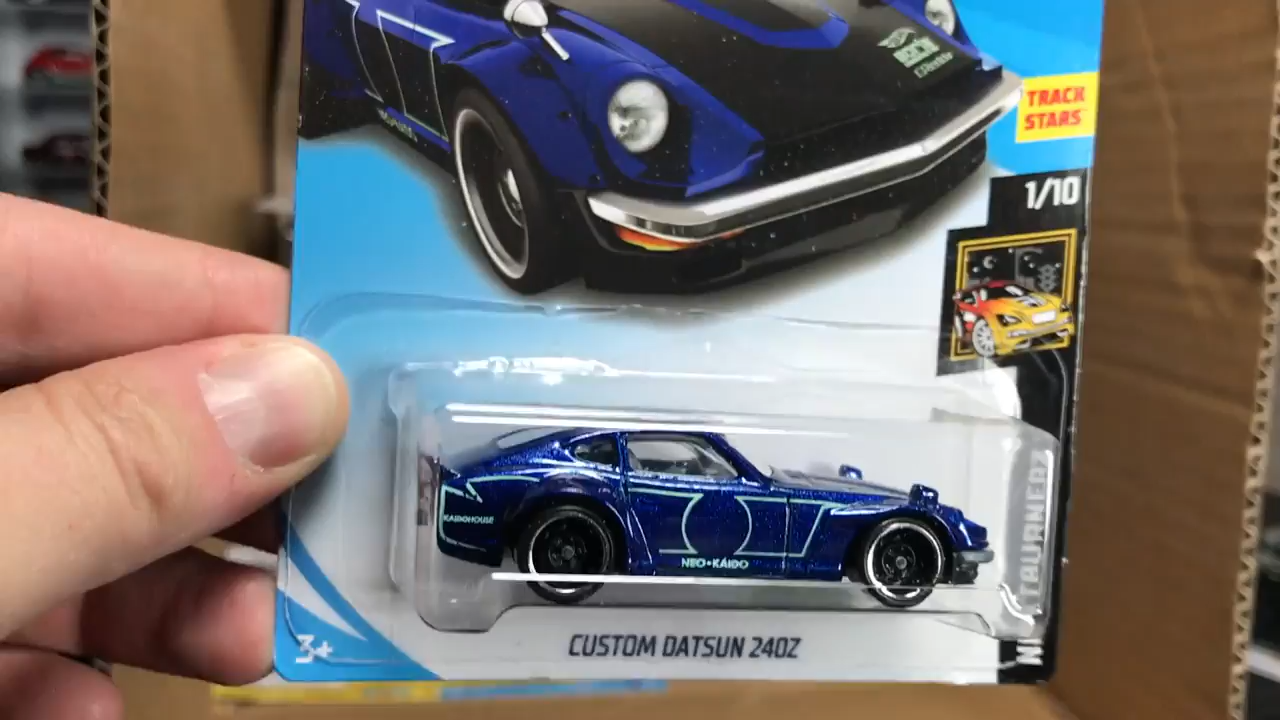 TRACK
STARS
1/10
KAIDOHOUSE
NEO•KAIDO
CUSTOM DATSUN 240Z
3+